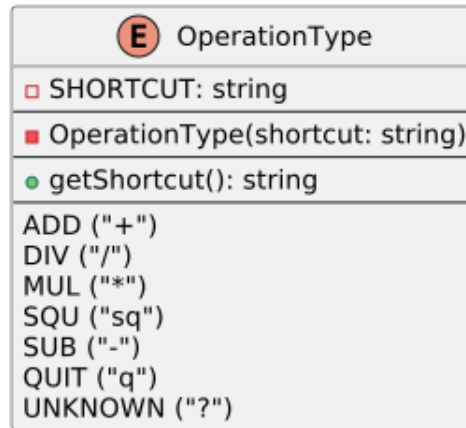 E OperationType
SHORTCUT: string
OperationType(shortcut: string)
getShortcut(): string
ADD ("+")
DIV ("/")
MUL ("*")
SQU ("sq")
SUB ("-")
QUIT ("q")
UNKNOWN ("?")